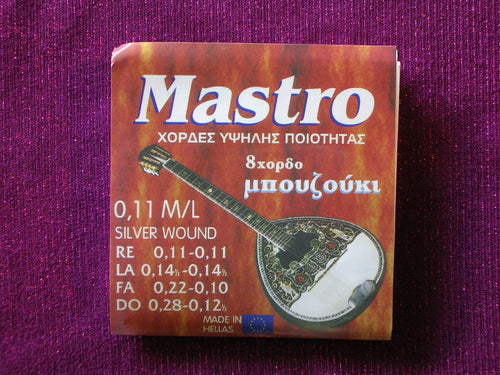 Mastro
ΧΟΡΔΕΣ ΥΨΗΛΗΣ ΠΟΙΟΤΗΤΑΣ
8χορδο
μπουζούκι
0,11 M/L
SILVER WOUND
RE 0,11-0,11
LA 0,14½-0,14½
FA 0,22-0,10
DO 0,28-0,12½
MADE IN
HELLAS